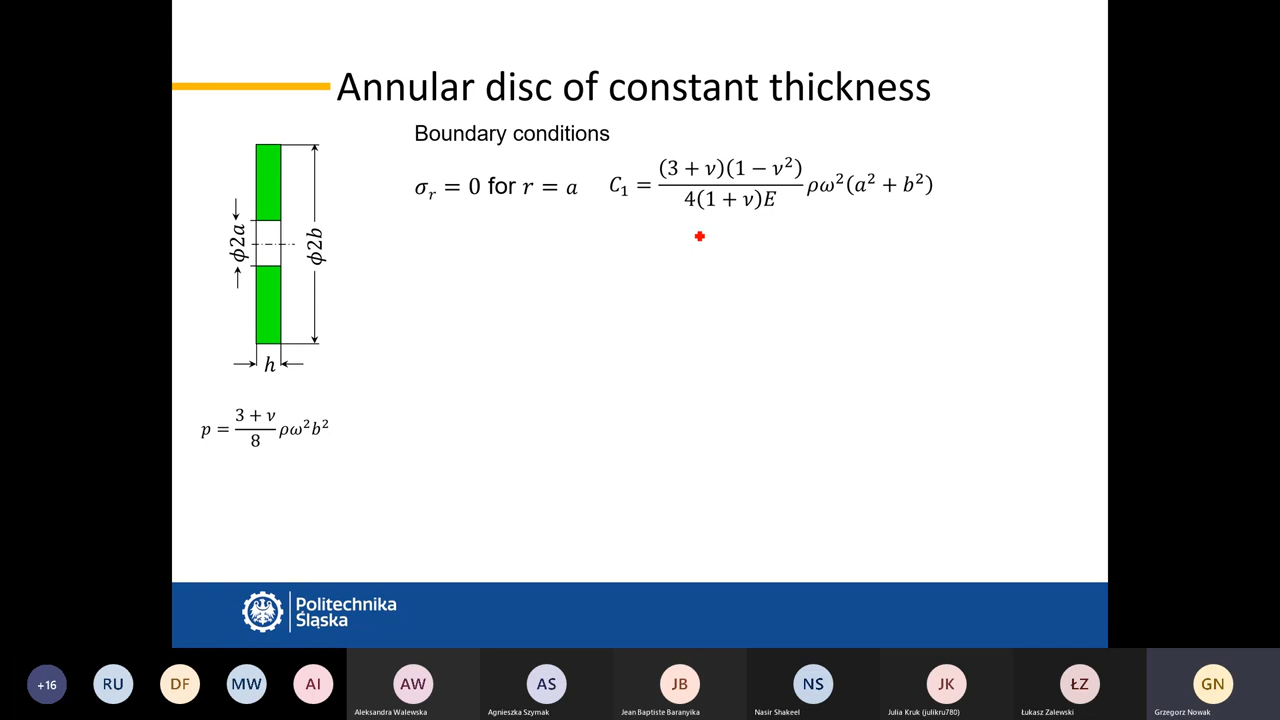 Annular disc of constant thickness
Boundary conditions
σ_r = 0 for r = a
C_1 = (3 + ν)(1 − ν²) / 4(1 + ν)E ρω²(a² + b²)
ϕ2a
ϕ2b
h
p = 3 + ν / 8 ρω²b²
Politechnika
Śląska
+16
RU
DF
MW
AI
AW
Aleksandra Walewska
AS
Agnieszka Szymak
JB
Jean Baptiste Baranyika
NS
Nasir Shakeel
JK
Julia Kruk (julikru780)
ŁZ
Łukasz Zalewski
GN
Grzegorz Nowak